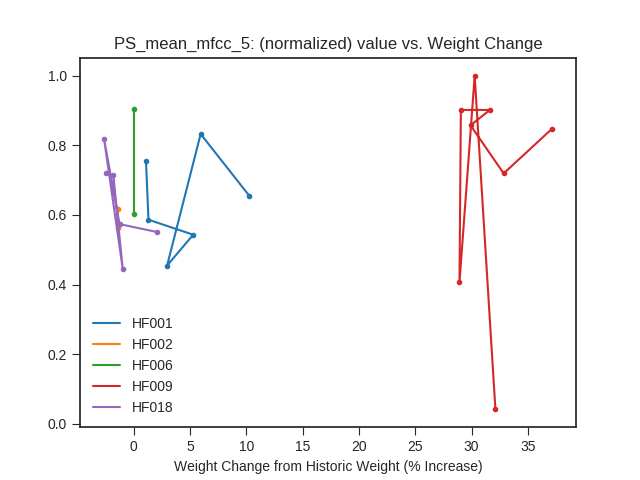 PS_mean_mfcc_5: (normalized) value vs. Weight Change
1.0
0.8
0.6
0.4
0.2
0.0
HF001
HF002
HF006
HF009
HF018
0 5 10 15 20 25 30 35
Weight Change from Historic Weight (% Increase)